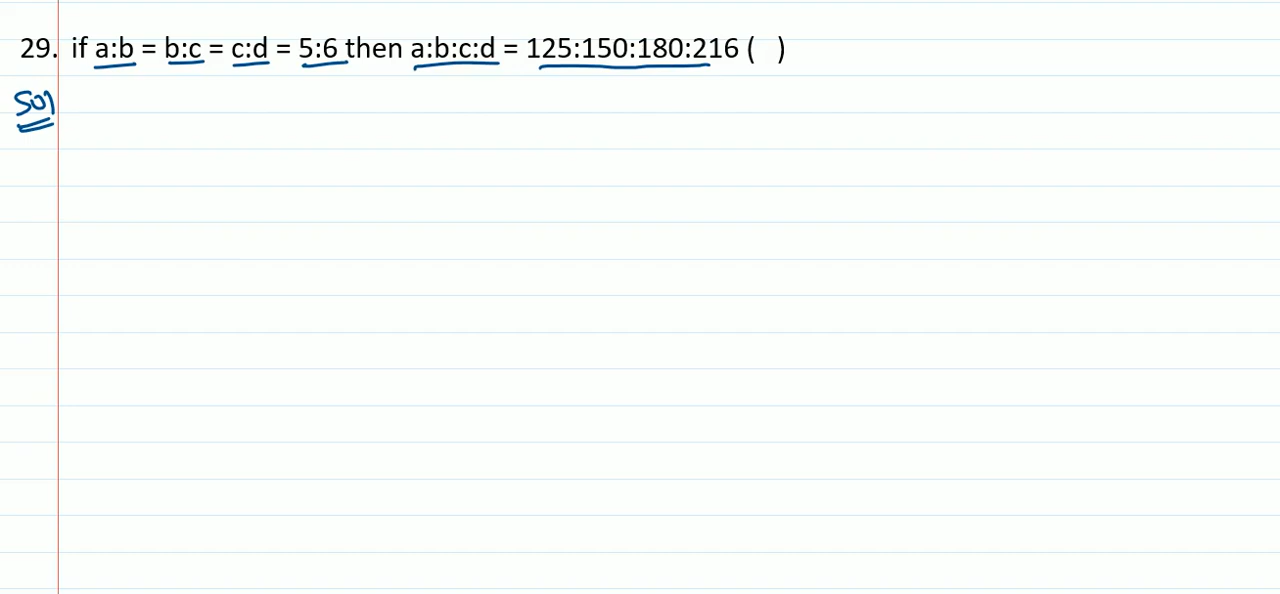 29. if a:b = b:c = c:d = 5:6 then a:b:c:d = 125:150:180:216 ( )
Sol